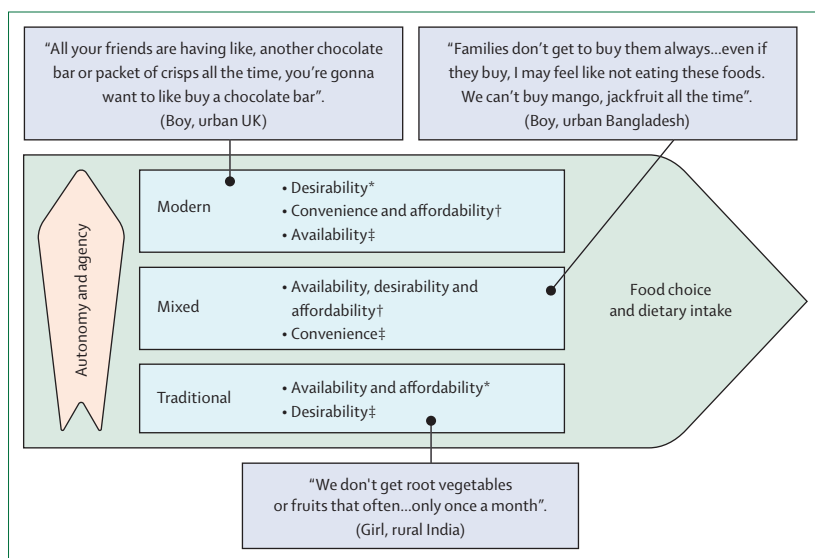 “All your friends are having like, another chocolate
bar or packet of crisps all the time, you’re gonna
want to like buy a chocolate bar”.
(Boy, urban UK)
“Families don’t get to buy them always...even if
they buy, I may feel like not eating these foods.
We can’t buy mango, jackfruit all the time”.
(Boy, urban Bangladesh)
Autonomy and agency
Modern
• Desirability*
• Convenience and affordability†
• Availability‡
Mixed
• Availability, desirability and
affordability†
• Convenience‡
Traditional
• Availability and affordability*
• Desirability‡
Food choice
and dietary intake
“We don't get root vegetables
or fruits that often...only once a month”.
(Girl, rural India)